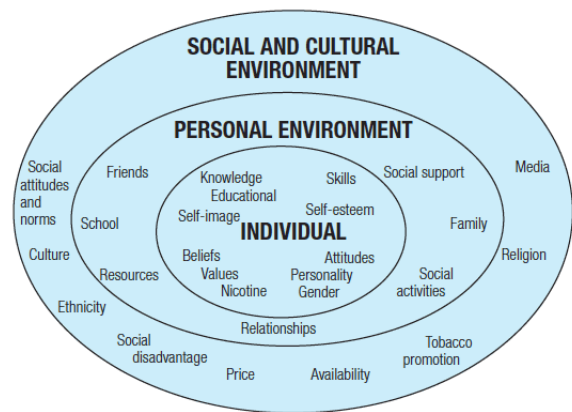 SOCIAL AND CULTURAL
ENVIRONMENT
PERSONAL ENVIRONMENT
Social
attitudes
and
norms
Friends
Knowledge
Educational
Skills
Social support
Media
Self-image
Self-esteem
School
INDIVIDUAL
Family
Culture
Beliefs
Values
Nicotine
Attitudes
Personality
Gender
Religion
Resources
Social
activities
Ethnicity
Relationships
Social
disadvantage
Price
Availability
Tobacco
promotion